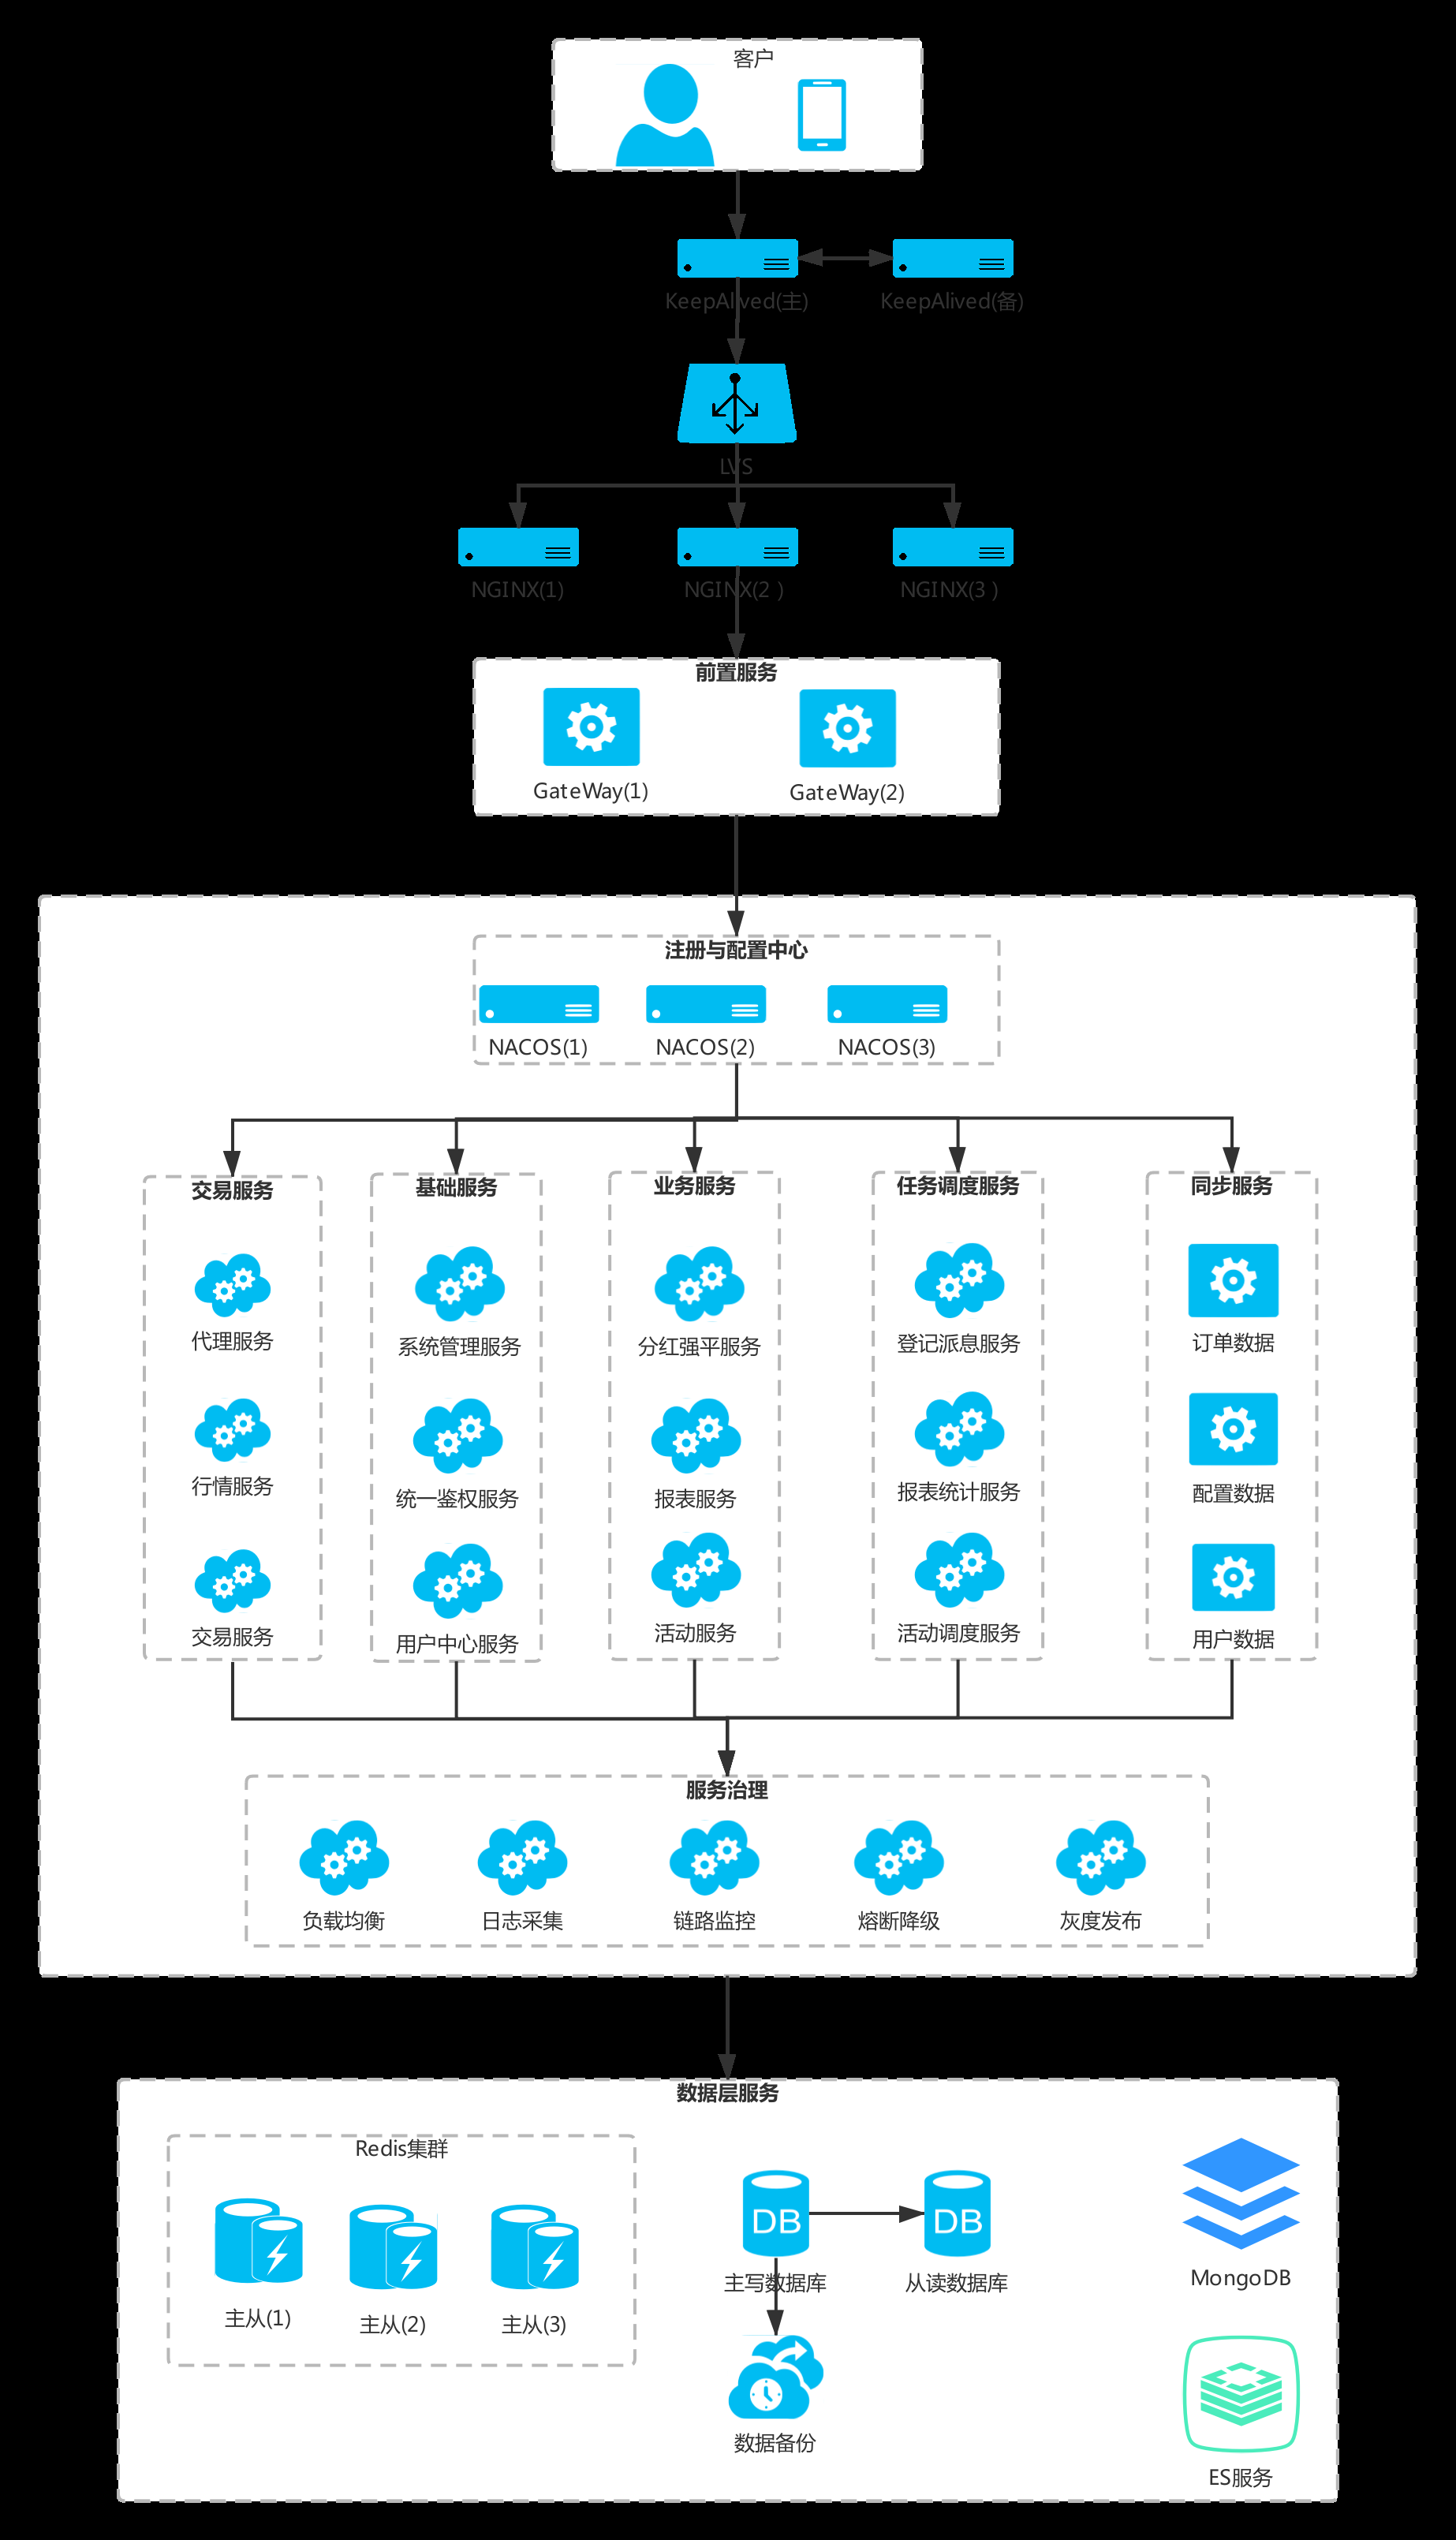 客户
KeepAlived(主)
KeepAlived(备)
LVS
NGINX(1)
NGINX(2 )
NGINX(3 )
前置服务
GateWay(1)
GateWay(2)
注册与配置中心
NACOS(1)
NACOS(2)
NACOS(3)
交易服务
代理服务
行情服务
交易服务
基础服务
系统管理服务
统一鉴权服务
用户中心服务
业务服务
分红强平服务
报表服务
活动服务
任务调度服务
登记派息服务
报表统计服务
活动调度服务
同步服务
订单数据
配置数据
用户数据
服务治理
负载均衡
日志采集
链路监控
熔断降级
灰度发布
数据层服务
Redis集群
主从(1)
主从(2)
主从(3)
DB
主写数据库
DB
从读数据库
数据备份
MongoDB
ES服务